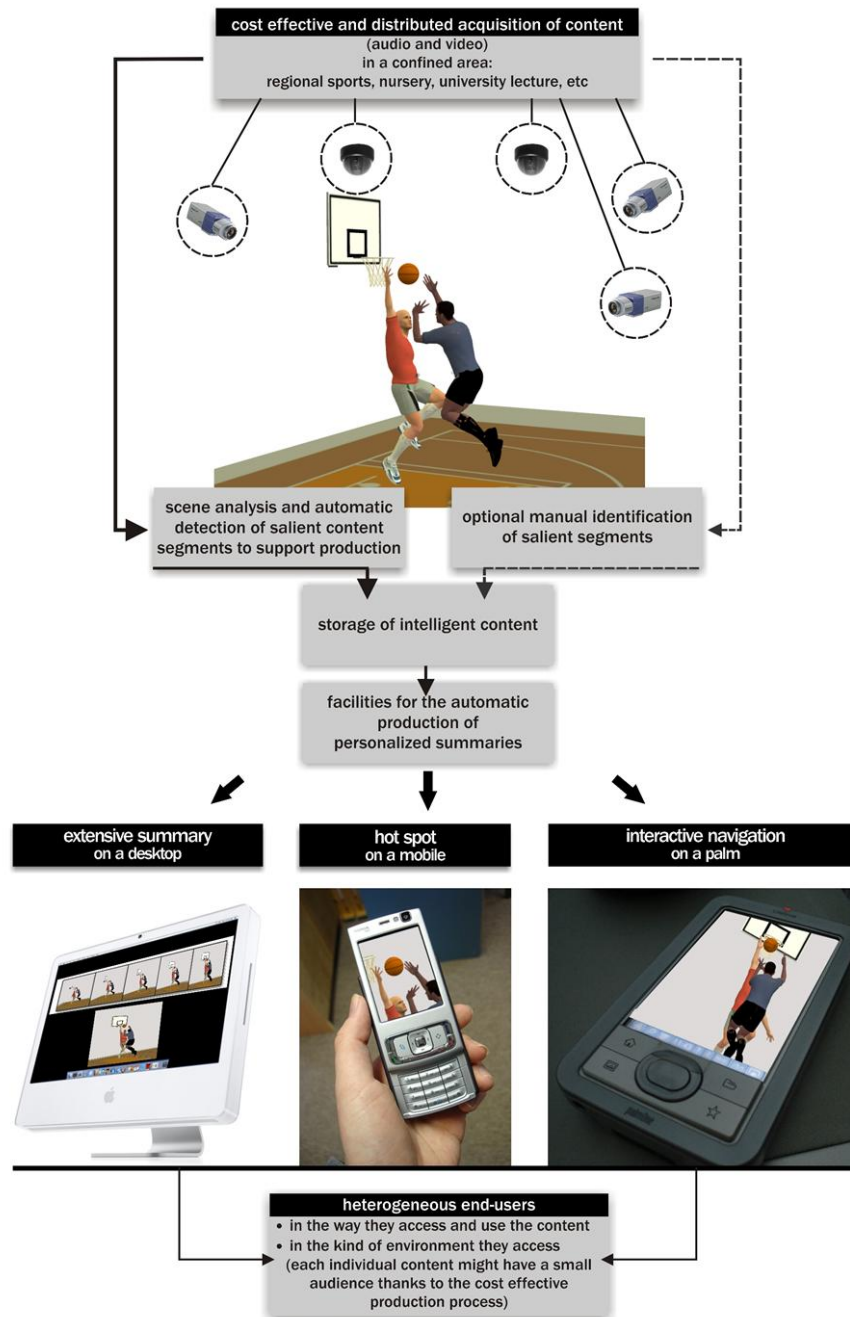 cost effective and distributed acquisition of content
(audio and video)
in a confined area:
regional sports, nursery, university lecture, etc
scene analysis and automatic
detection of salient content
segments to support production
optional manual identification
of salient segments
storage of intelligent content
facilities for the automatic
production of
personalized summaries
extensive summary
on a desktop
hot spot
on a mobile
interactive navigation
on a palm
heterogeneous end-users
• in the way they access and use the content
• in the kind of environment they access
(each individual content might have a small
audience thanks to the cost effective
production process)